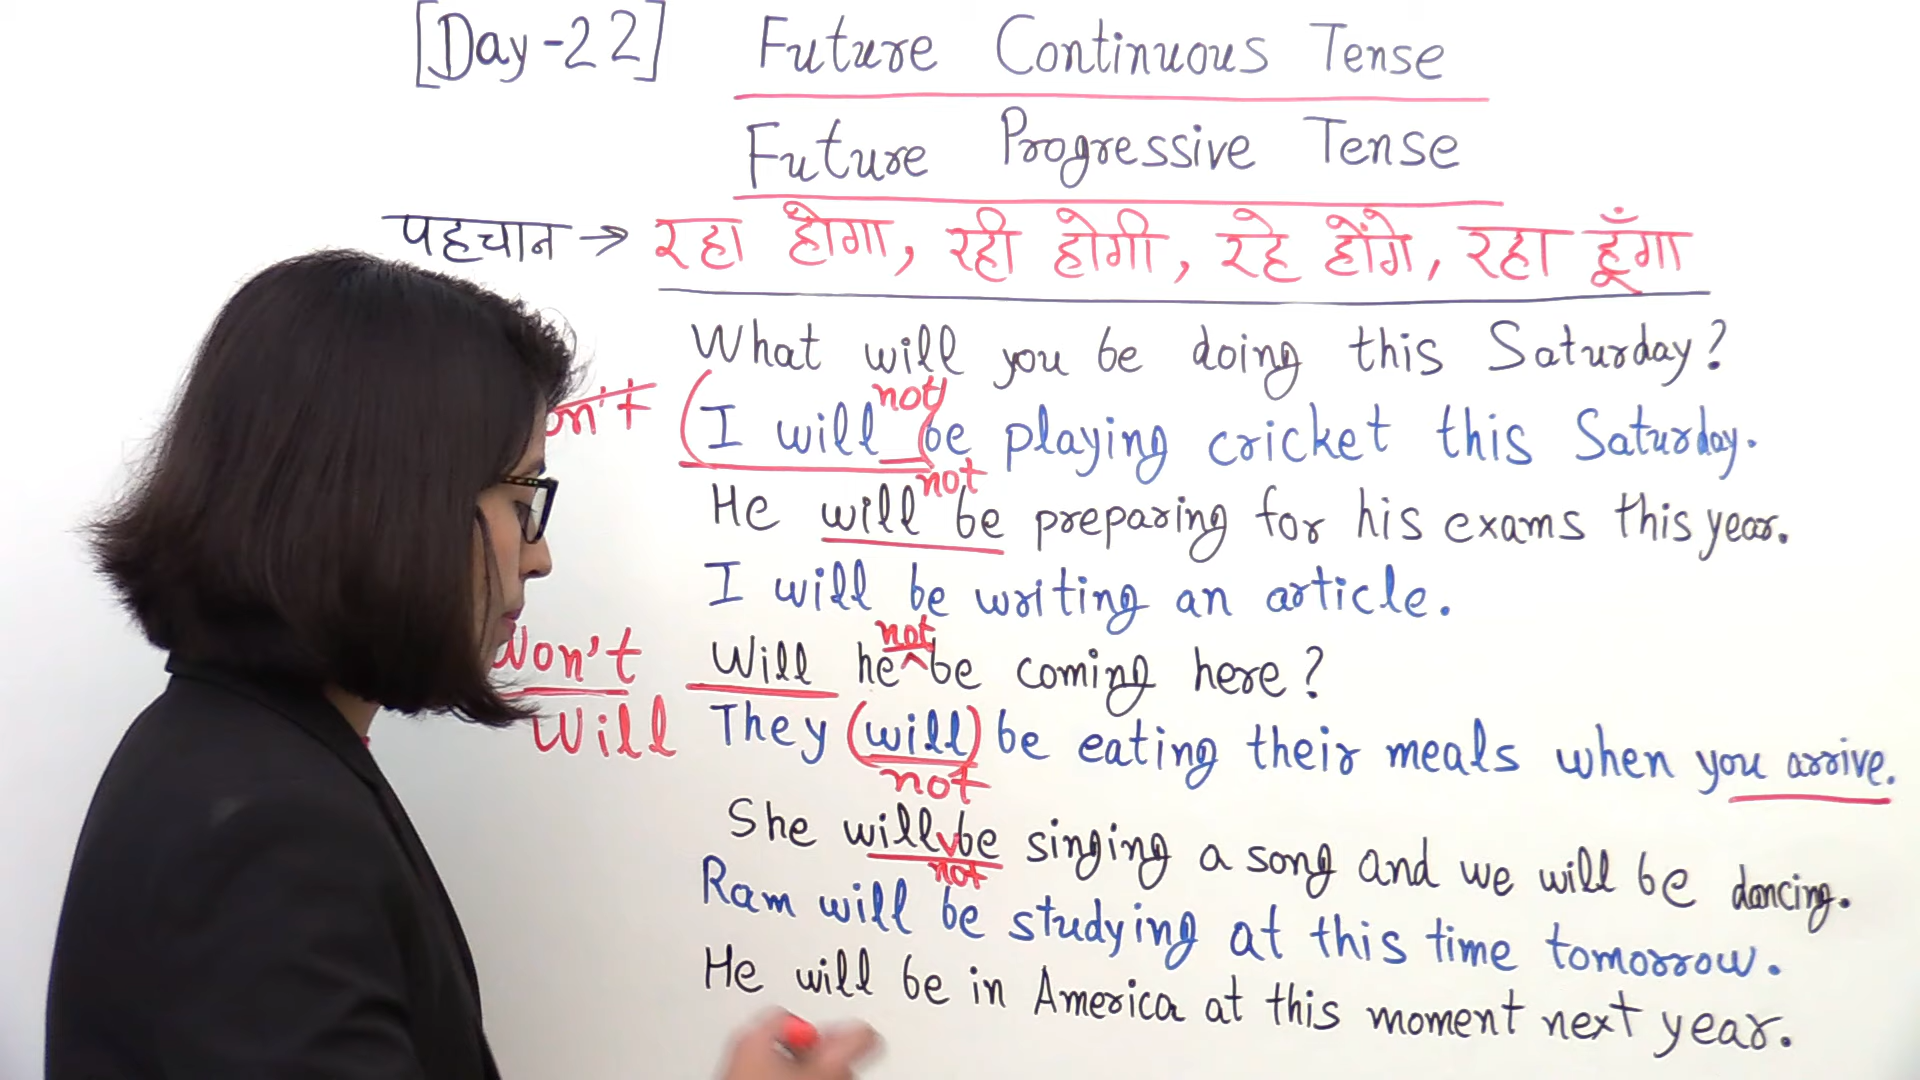 [Day-22] Future Continuous Tense
Future Progressive Tense
पहचान → रहा होगा, रही होगी, रहे होंगे, रहा हूँगा
What will you be doing this Saturday?
not
(I will be playing cricket this Saturday.
not
He will be preparing for his exams this year.
I will be writing an article.
not
Won't Will he ^ be coming here?
Will They (will) be eating their meals when you arrive.
not
She will be singing a song and we will be dancing.
not
Ram will be studying at this time tomorrow.
He will be in America at this moment next year.